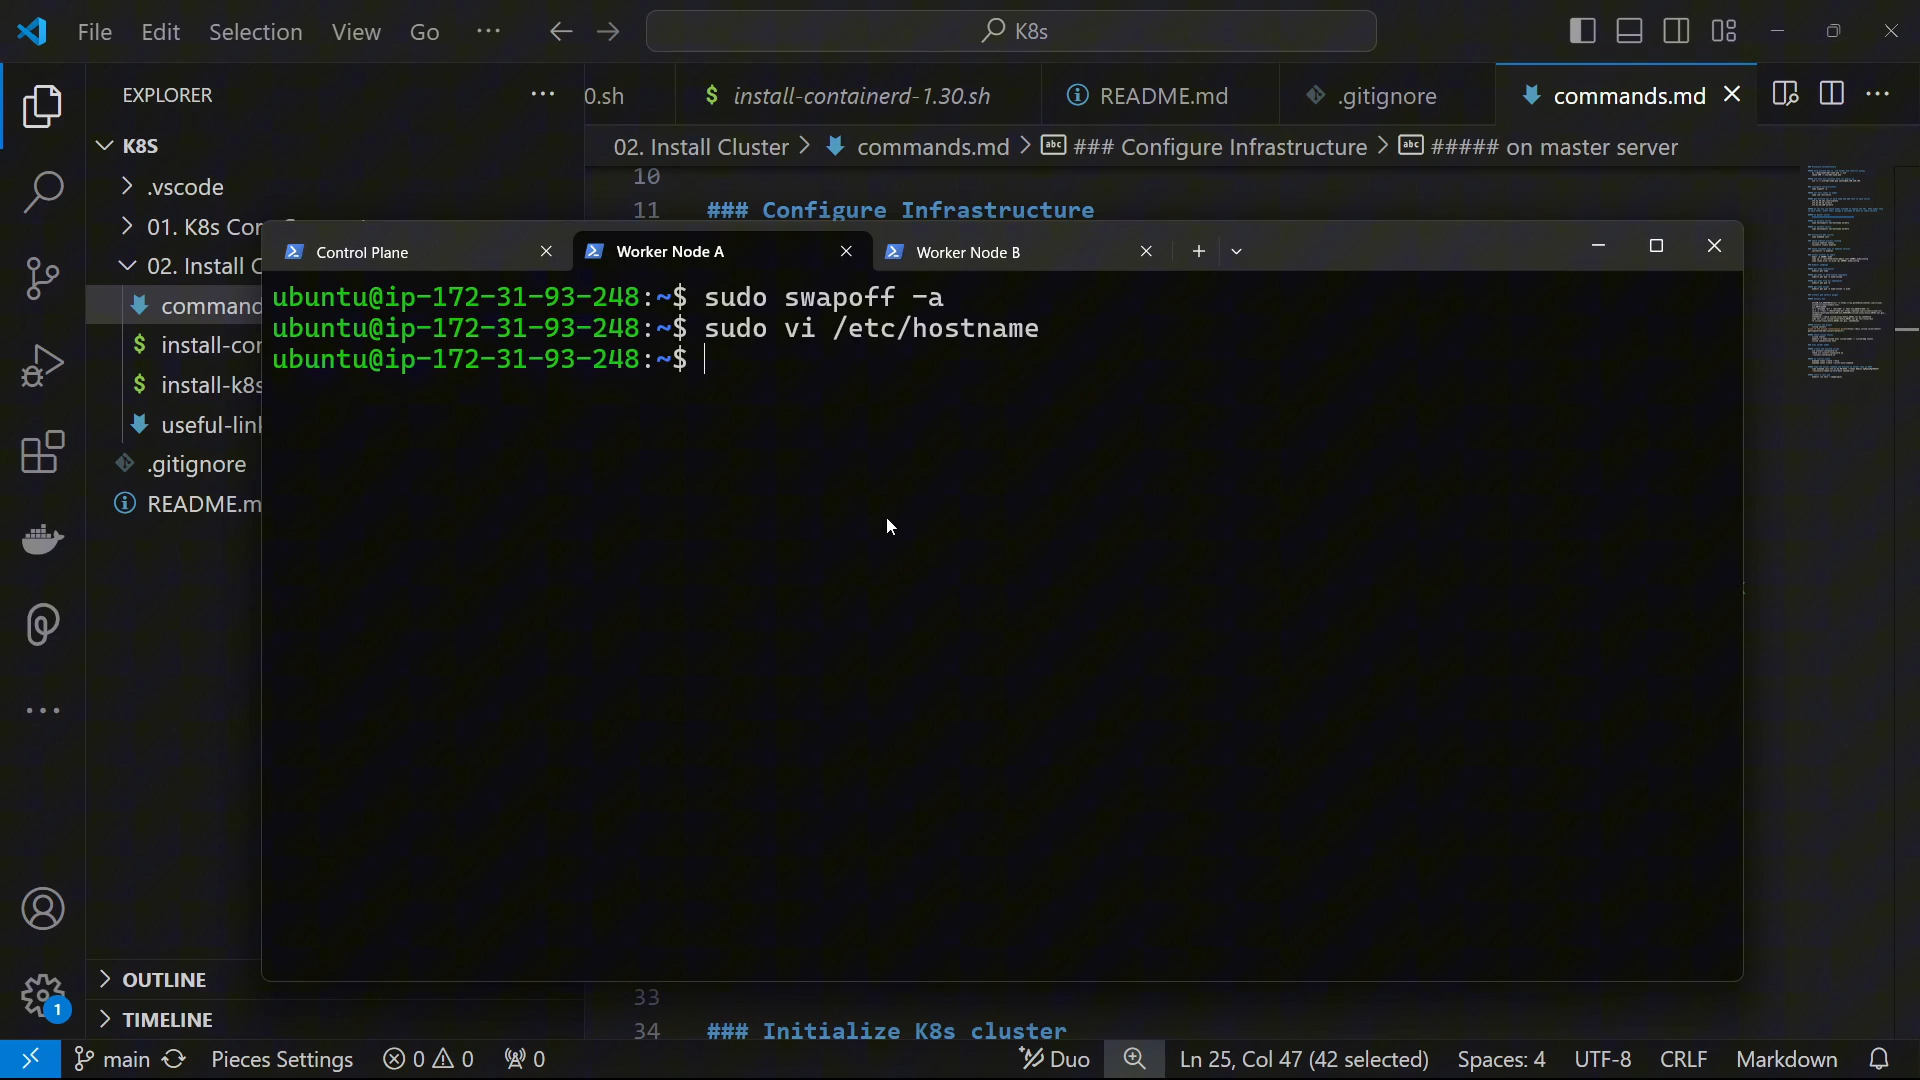 File Edit Selection View Go ··· K8s
EXPLORER ···
0.sh $ install-containerd-1.30.sh README.md .gitignore commands.md ···
K8S
02. Install Cluster > commands.md > ### Configure Infrastructure > ##### on master server
.vscode
10
01. K8s Cor
11 ### Configure Infrastructure
Control Plane Worker Node A Worker Node B
02. Install C
command
ubuntu@ip-172-31-93-248:~$ sudo swapoff -a
ubuntu@ip-172-31-93-248:~$ sudo vi /etc/hostname
ubuntu@ip-172-31-93-248:~$
$ install-cor
$ install-k8s
useful-lin
.gitignore
README.m
OUTLINE
33
TIMELINE
34 ### Initialize K8s cluster
1
main Pieces Settings 0 0 0 Duo Ln 25, Col 47 (42 selected) Spaces: 4 UTF-8 CRLF Markdown